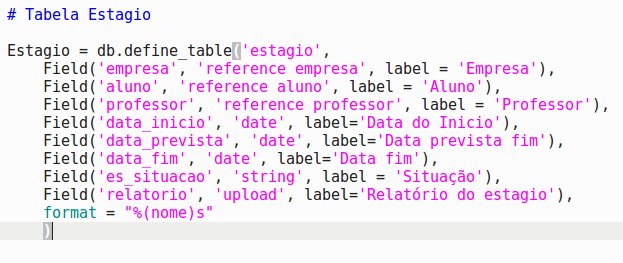 # Tabela Estagio
Estagio = db.define_table('estagio',
    Field('empresa', 'reference empresa', label = 'Empresa'),
    Field('aluno', 'reference aluno', label = 'Aluno'),
    Field('professor', 'reference professor', label = 'Professor'),
    Field('data_inicio', 'date', label='Data do Inicio'),
    Field('data_prevista', 'date', label='Data prevista fim'),
    Field('data_fim', 'date', label='Data fim'),
    Field('es_situacao', 'string', label = 'Situação'),
    Field('relatorio', 'upload', label='Relatório do estagio'),
    format = "%(nome)s"
    )